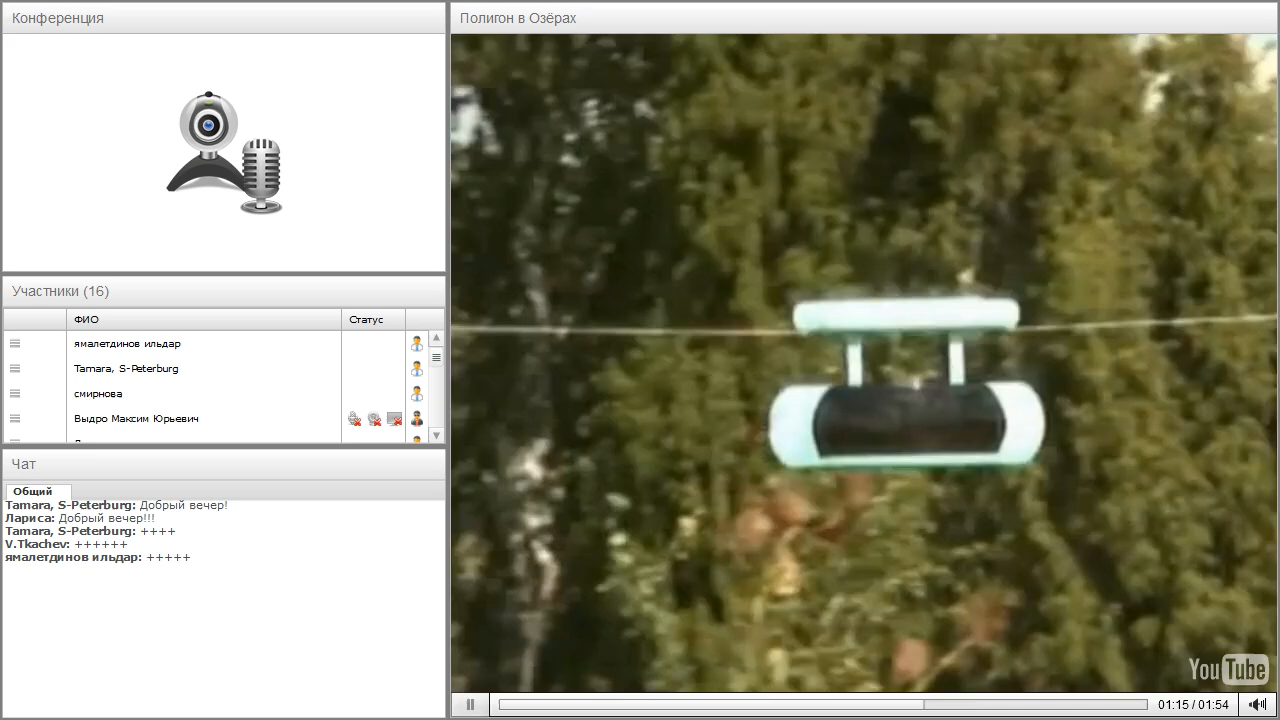 Конференция
Полигон в Озёрах
Участники (16)
ФИО Статус
ямалетдинов ильдар
Tamara, S-Peterburg
смирнова
Выдро Максим Юрьевич
Чат
Общий
Tamara, S-Peterburg: Добрый вечер!
Лариса: Добрый вечер!!!
Tamara, S-Peterburg: ++++
V.Tkachev: ++++++
ямалетдинов ильдар: +++++
YouTube
01:15 / 01:54